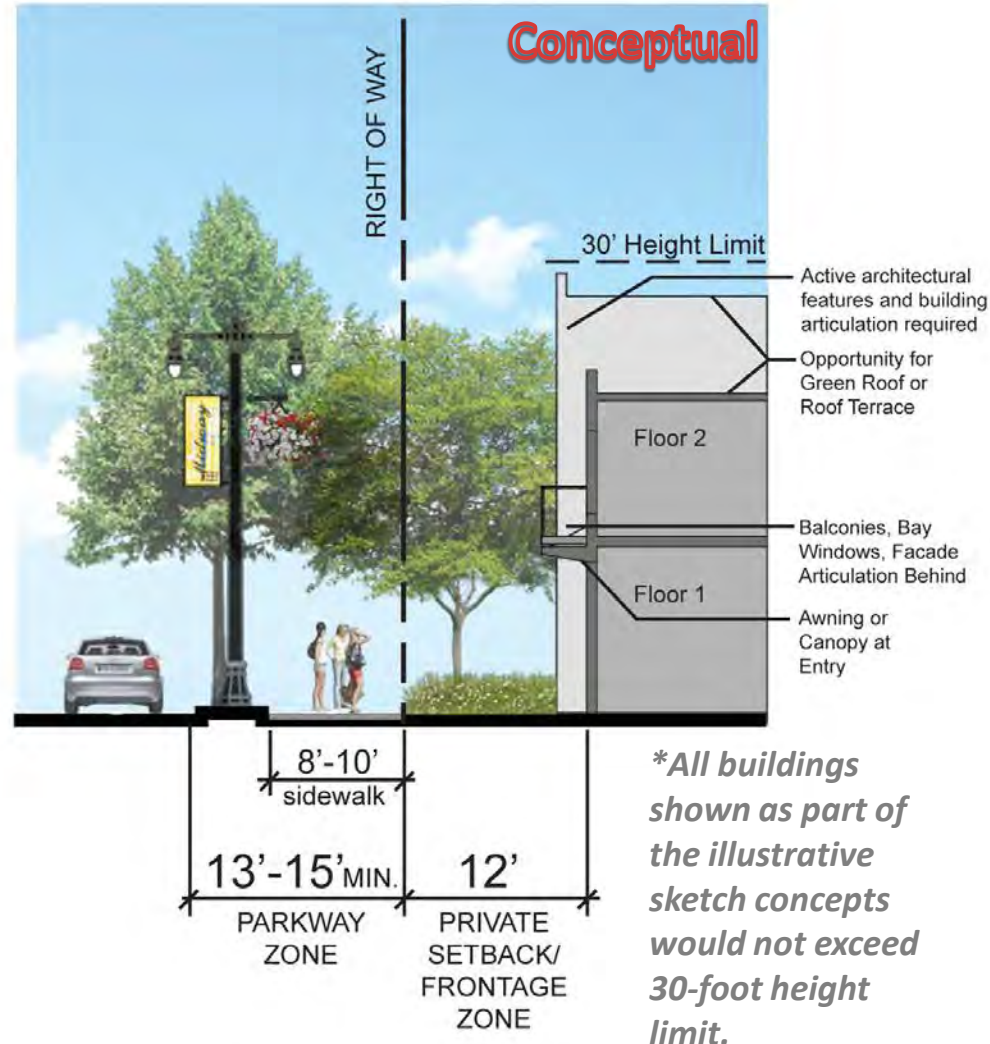 Conceptual
RIGHT OF WAY
30' Height Limit
Active architectural
features and building
articulation required
Opportunity for
Green Roof or
Roof Terrace
Floor 2
Balconies, Bay
Windows, Facade
Articulation Behind
Floor 1
Awning or
Canopy at
Entry
Midway
8'-10'
sidewalk
13'-15' MIN.
12'
PARKWAY
ZONE
PRIVATE
SETBACK/
FRONTAGE
ZONE
*All buildings
shown as part of
the illustrative
sketch concepts
would not exceed
30-foot height
limit.